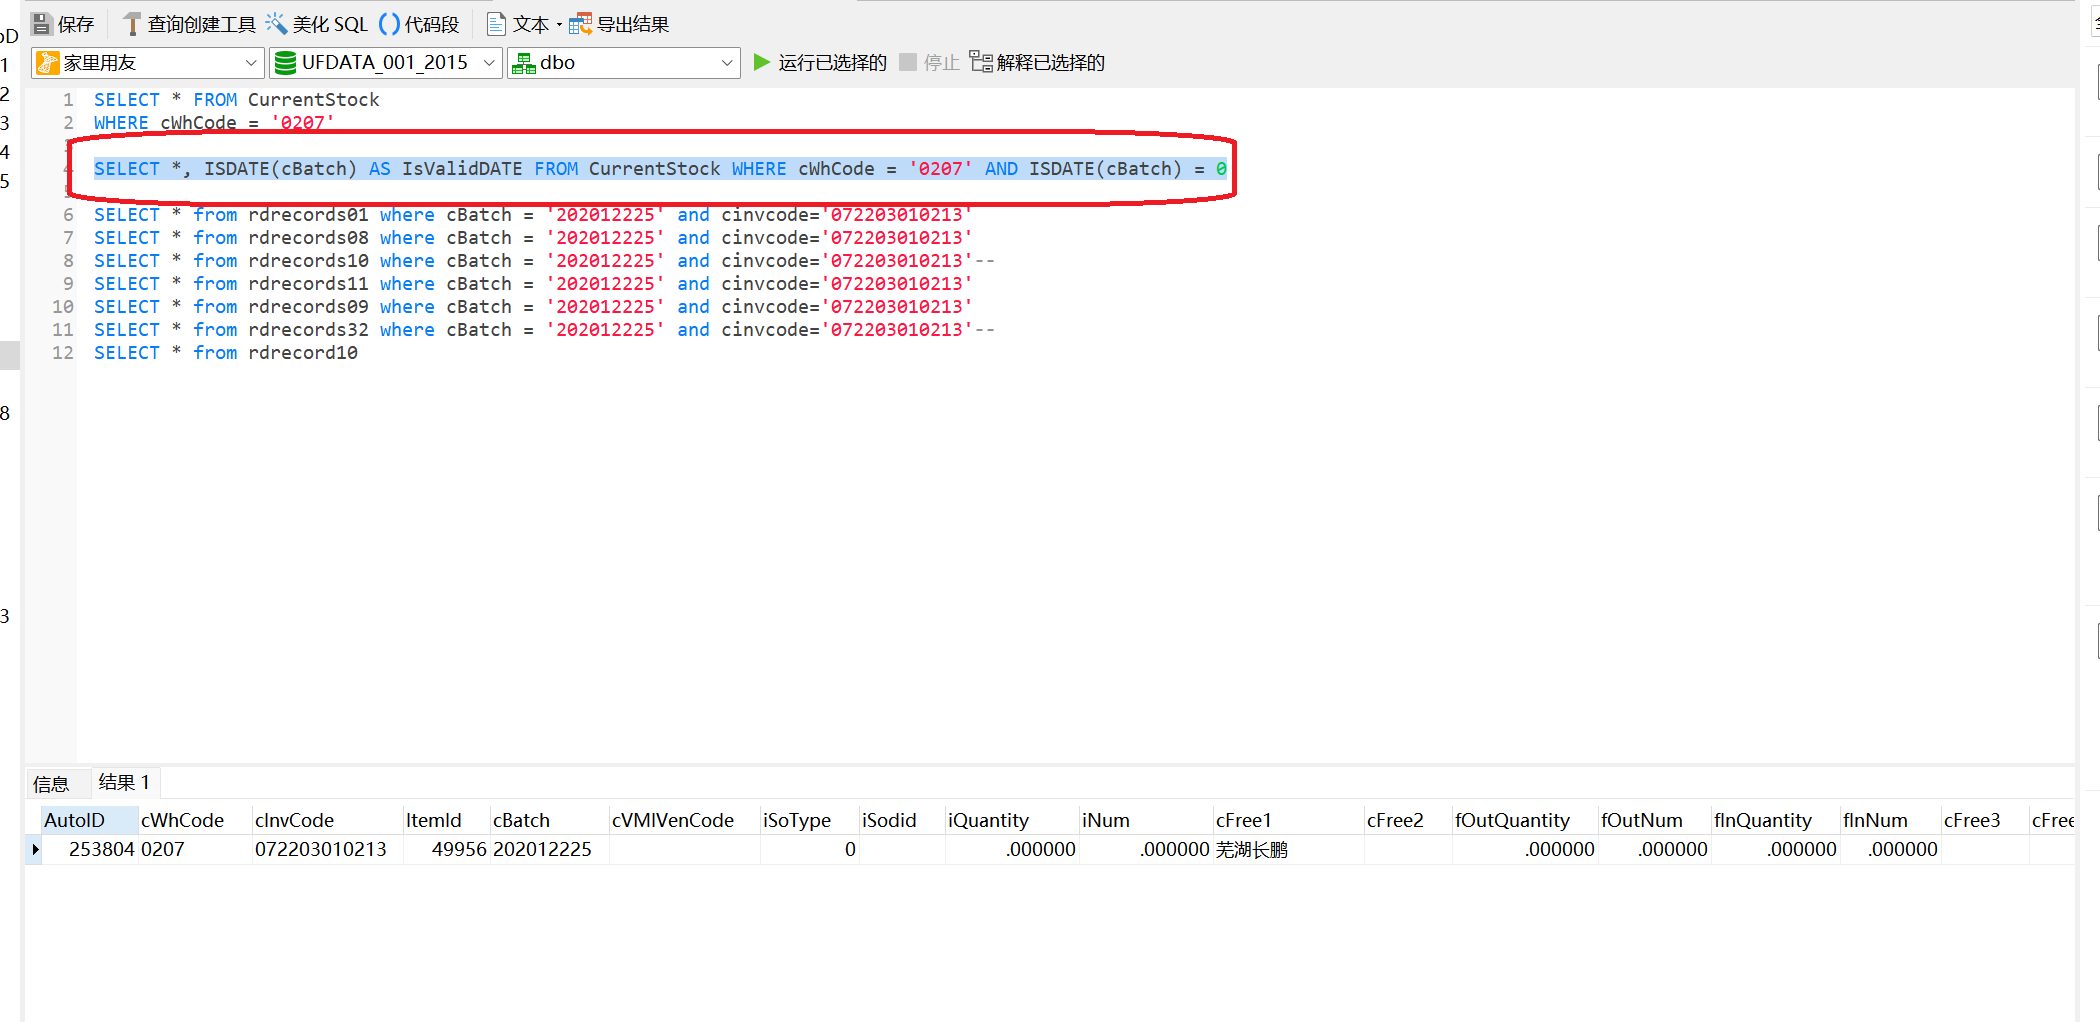 保存 查询创建工具 美化 SQL 代码段 文本 导出结果
家里用友 UFDATA_001_2015 dbo 运行已选择的 停止 解释已选择的
1 SELECT * FROM CurrentStock
2 WHERE cWhCode = '0207'
4 SELECT *, ISDATE(cBatch) AS IsValidDATE FROM CurrentStock WHERE cWhCode = '0207' AND ISDATE(cBatch) = 0
6 SELECT * from rdrecords01 where cBatch = '202012225' and cinvcode='072203010213'
7 SELECT * from rdrecords08 where cBatch = '202012225' and cinvcode='072203010213'
8 SELECT * from rdrecords10 where cBatch = '202012225' and cinvcode='072203010213'--
9 SELECT * from rdrecords11 where cBatch = '202012225' and cinvcode='072203010213'
10 SELECT * from rdrecords09 where cBatch = '202012225' and cinvcode='072203010213'
11 SELECT * from rdrecords32 where cBatch = '202012225' and cinvcode='072203010213'--
12 SELECT * from rdrecord10
1
2
3
4
5
8
3
信息 结果 1
AutoID cWhCode cInvCode ItemId cBatch cVMIVenCode iSoType iSodid iQuantity iNum cFree1 cFree2 fOutQuantity fOutNum fInQuantity fInNum cFree3 cFree
253804 0207 072203010213 49956 202012225 0 .000000 .000000 芜湖长鹏 .000000 .000000 .000000 .000000